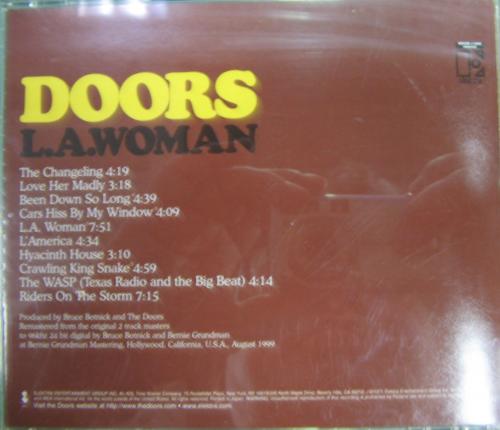 DOORS
L.A.WOMAN
The Changeling 4:19
Love Her Madly 3:18
Been Down So Long 4:39
Cars Hiss By My Window 4:09
L.A. Woman 7:51
L'America 4:34
Hyacinth House 3:10
Crawling King Snake 4:59
The WASP (Texas Radio and the Big Beat) 4:14
Riders On The Storm 7:15
Produced by Bruce Botnick and The Doors
Remastered from the original 2 track masters
to 96khz 24 bit digital by Bruce Botnick and Bernie Grundman
at Bernie Grundman Mastering, Hollywood, California, U.S.A., August 1999
Visit the Doors website at http://www.thedoors.com • www.elektra.com